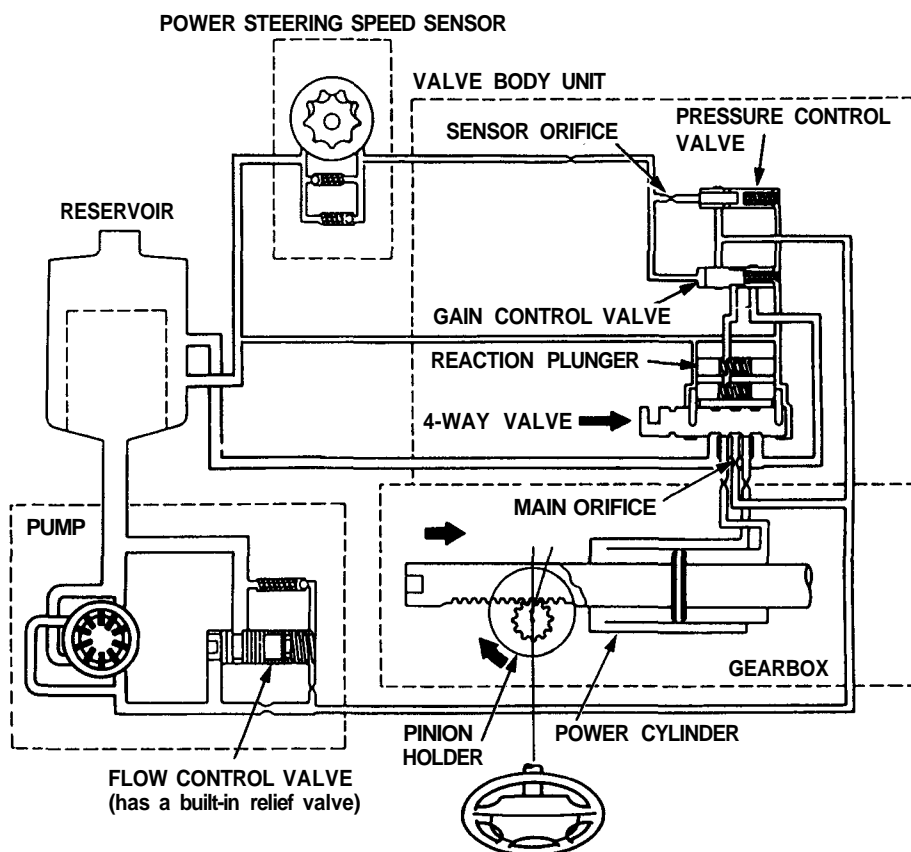 POWER STEERING SPEED SENSOR
VALVE BODY UNIT
SENSOR ORIFICE
PRESSURE CONTROL
VALVE
RESERVOIR
GAIN CONTROL VALVE
REACTION PLUNGER
4-WAY VALVE
MAIN ORIFICE
PUMP
GEARBOX
PINION
HOLDER
POWER CYLINDER
FLOW CONTROL VALVE
(has a built-in relief valve)